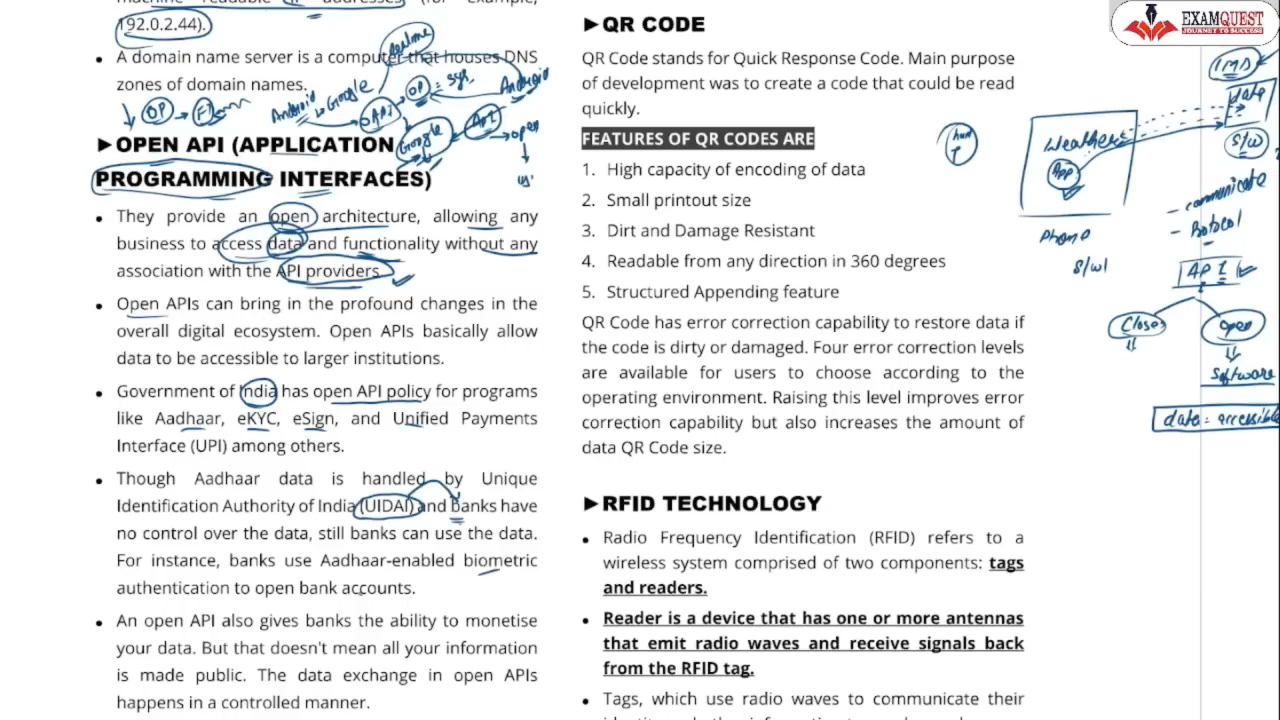 machine readable IP addresses (for example,
192.0.2.44).
• A domain name server is a computer that houses DNS
zones of domain names.
►OPEN API (APPLICATION
PROGRAMMING INTERFACES)
• They provide an open architecture, allowing any
business to access data and functionality without any
association with the API providers.
• Open APIs can bring in the profound changes in the
overall digital ecosystem. Open APIs basically allow
data to be accessible to larger institutions.
• Government of India has open API policy for programs
like Aadhaar, eKYC, eSign, and Unified Payments
Interface (UPI) among others.
• Though Aadhaar data is handled by Unique
Identification Authority of India (UIDAI) and banks have
no control over the data, still banks can use the data.
For instance, banks use Aadhaar-enabled biometric
authentication to open bank accounts.
• An open API also gives banks the ability to monetise
your data. But that doesn't mean all your information
is made public. The data exchange in open APIs
happens in a controlled manner.
OP
Android
Google
OAPI
OP = sys.
Android
Google
API
open
►QR CODE
QR Code stands for Quick Response Code. Main purpose
of development was to create a code that could be read
quickly.
FEATURES OF QR CODES ARE
1. High capacity of encoding of data
2. Small printout size
3. Dirt and Damage Resistant
4. Readable from any direction in 360 degrees
5. Structured Appending feature
QR Code has error correction capability to restore data if
the code is dirty or damaged. Four error correction levels
are available for users to choose according to the
operating environment. Raising this level improves error
correction capability but also increases the amount of
data QR Code size.
►RFID TECHNOLOGY
• Radio Frequency Identification (RFID) refers to a
wireless system comprised of two components: tags
and readers.
• Reader is a device that has one or more antennas
that emit radio waves and receive signals back
from the RFID tag.
• Tags, which use radio waves to communicate their
EXAMQUEST
JOURNEY TO SUCCESS
IMD
Weather
App
Phone
S/W
S/W
- communicate
- Protocol
API
Close
open
Software
data = accessible